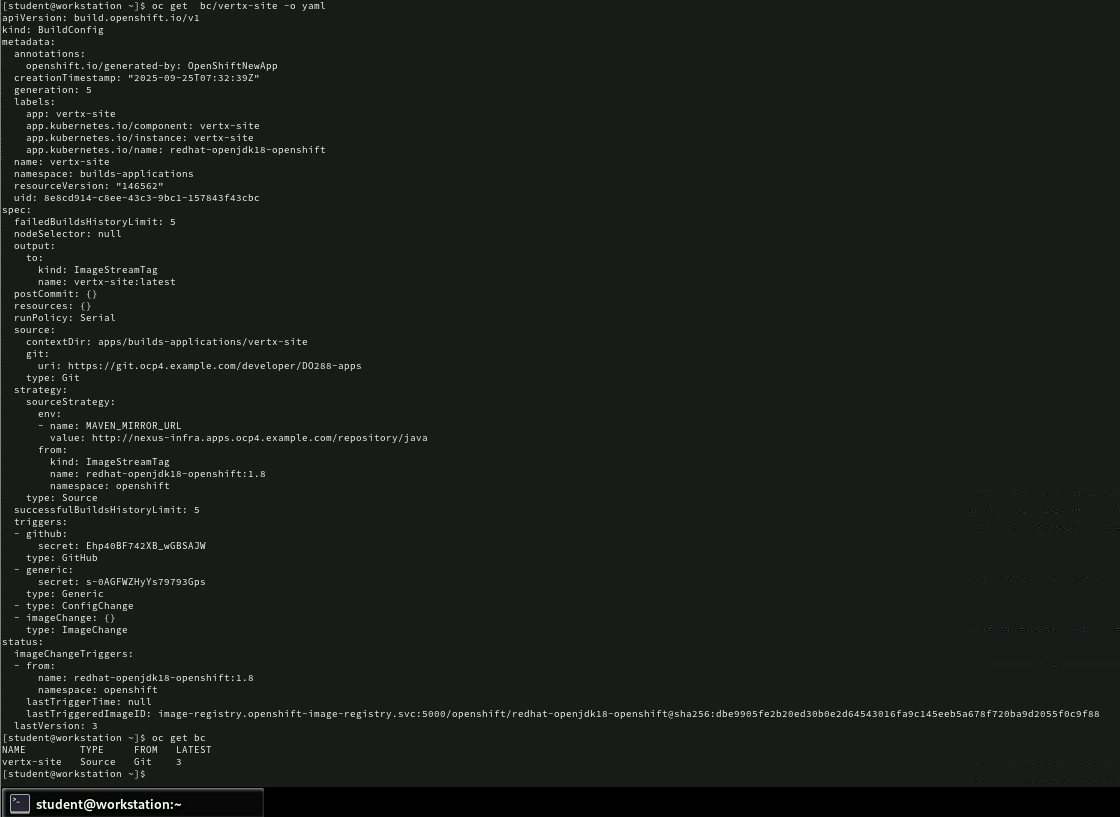 [student@workstation ~]$ oc get  bc/vertx-site -o yaml
apiVersion: build.openshift.io/v1
kind: BuildConfig
metadata:
  annotations:
    openshift.io/generated-by: OpenShiftNewApp
  creationTimestamp: "2025-09-25T07:32:39Z"
  generation: 5
  labels:
    app: vertx-site
    app.kubernetes.io/component: vertx-site
    app.kubernetes.io/instance: vertx-site
    app.kubernetes.io/name: redhat-openjdk18-openshift
  name: vertx-site
  namespace: builds-applications
  resourceVersion: "146562"
  uid: 8e8cd914-c8ee-43c3-9bc1-157843f43cbc
spec:
  failedBuildsHistoryLimit: 5
  nodeSelector: null
  output:
    to:
      kind: ImageStreamTag
      name: vertx-site:latest
  postCommit: {}
  resources: {}
  runPolicy: Serial
  source:
    contextDir: apps/builds-applications/vertx-site
    git:
      uri: https://git.ocp4.example.com/developer/DO288-apps
    type: Git
  strategy:
    sourceStrategy:
      env:
      - name: MAVEN_MIRROR_URL
        value: http://nexus-infra.apps.ocp4.example.com/repository/java
      from:
        kind: ImageStreamTag
        name: redhat-openjdk18-openshift:1.8
        namespace: openshift
    type: Source
  successfulBuildsHistoryLimit: 5
  triggers:
  - github:
      secret: Ehp40BF742XB_wGBSAJW
    type: GitHub
  - generic:
      secret: s-0AGFWZHyYs79793Gps
    type: Generic
  - type: ConfigChange
  - imageChange: {}
    type: ImageChange
status:
  imageChangeTriggers:
  - from:
      name: redhat-openjdk18-openshift:1.8
      namespace: openshift
    lastTriggerTime: null
    lastTriggeredImageID: image-registry.openshift-image-registry.svc:5000/openshift/redhat-openjdk18-openshift@sha256:dbe9905fe2b20ed30b0e2d64543016fa9c145eeb5a678f720ba9d2055f0c9f88
  lastVersion: 3
[student@workstation ~]$ oc get bc
NAME         TYPE     FROM   LATEST
vertx-site   Source   Git    3
[student@workstation ~]$
student@workstation:~